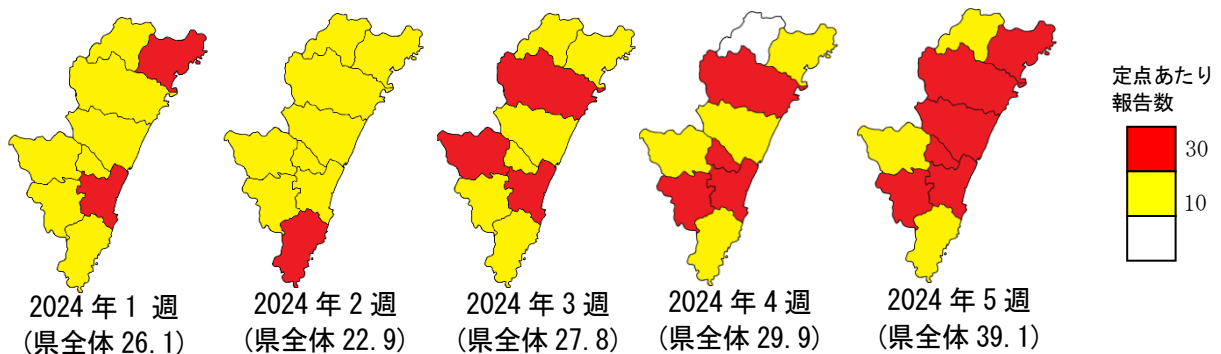 定点あたり
報告数
30
10
2024年1週
(県全体26.1)
2024年2週
(県全体22.9)
2024年3週
(県全体27.8)
2024年4週
(県全体29.9)
2024年5週
(県全体39.1)